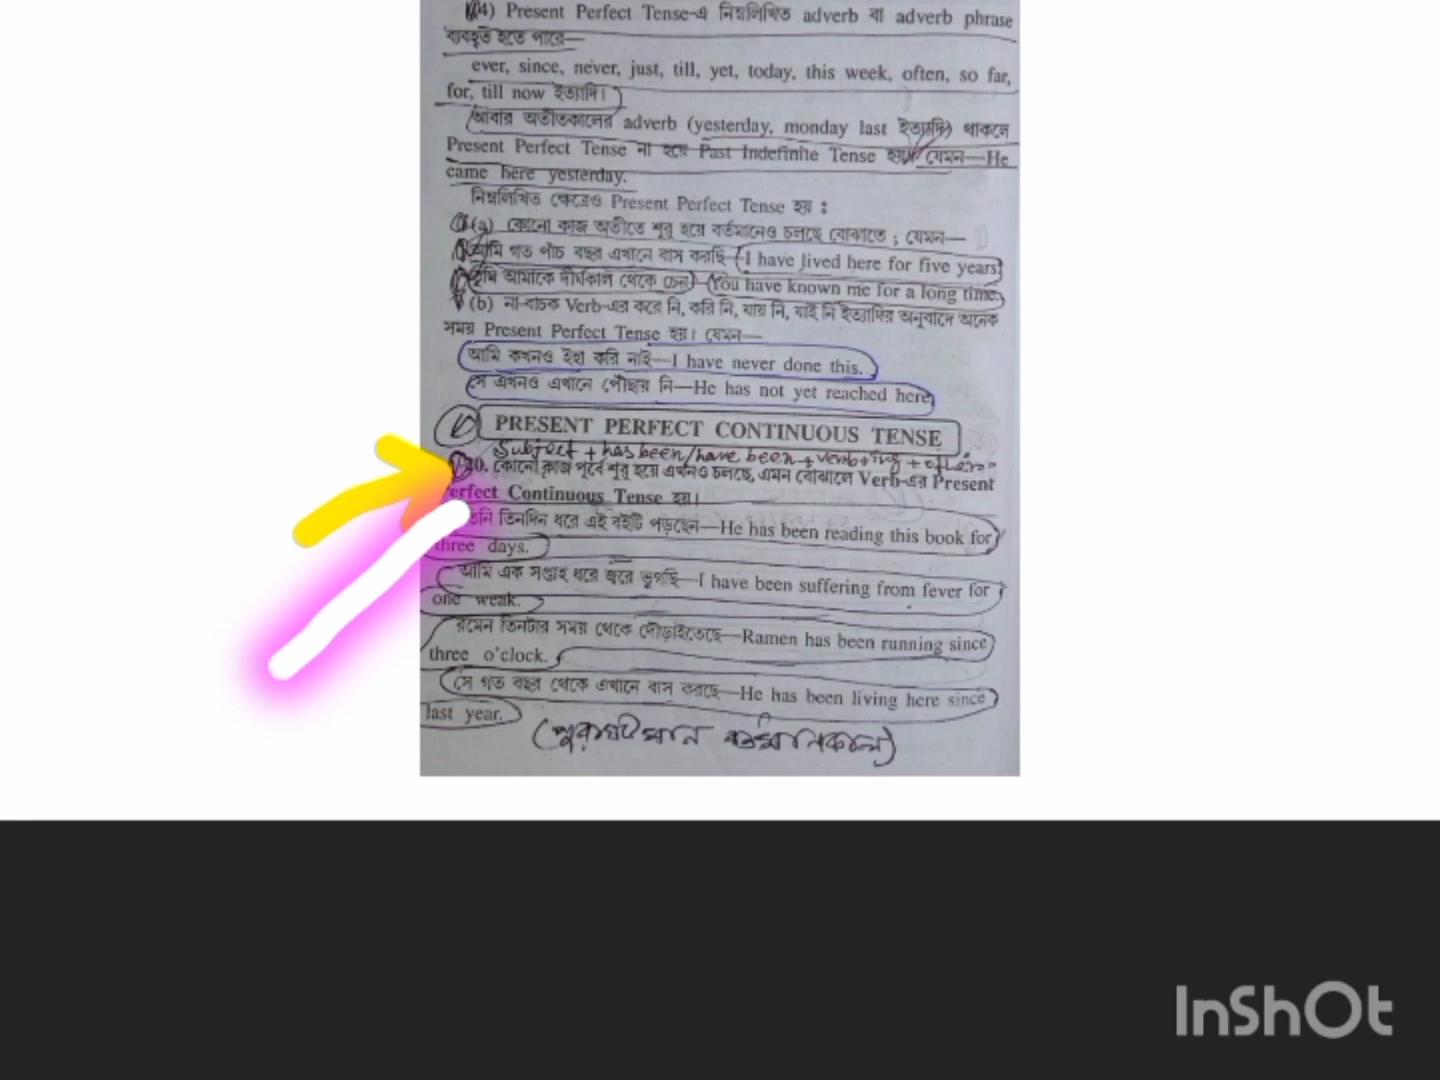 4) Present Perfect Tense-এ নিম্নলিখিত adverb বা adverb phrase
ব্যবহৃত হতে পারে—
ever, since, never, just, till, yet, today, this week, often, so far,
for, till now ইত্যাদি।
আবার অতীতকালের adverb (yesterday, monday last ইত্যাদি) থাকলে
Present Perfect Tense না হয়ে Past Indefinite Tense হয়। যেমন—He
came here yesterday.
নিম্নলিখিত ক্ষেত্রেও Present Perfect Tense হয় :
(a) কোনো কাজ অতীতে শুরু হয়ে বর্তমানেও চলছে বোঝাতে ; যেমন—
আমি গত পাঁচ বছর এখানে বাস করছি—I have lived here for five years.
তুমি আমাকে দীর্ঘকাল থেকে চেন—You have known me for a long time.
(b) না-বাচক Verb-এর করে নি, করি নি, যায় নি, যাই নি ইত্যাদির অনুবাদে অনেক
সময় Present Perfect Tense হয়। যেমন—
আমি কখনও ইহা করি নাই—I have never done this.
সে এখনও এখানে পৌঁছায় নি—He has not yet reached here.
PRESENT PERFECT CONTINUOUS TENSE
Subject + has been/have been + verb+ing +
20. কোনো কাজ পূর্বে শুরু হয়ে এখনও চলছে, এমন বোঝালে Verb-এর Present
Perfect Continuous Tense হয়।
তিনি তিনদিন ধরে এই বইটি পড়ছেন—He has been reading this book for
three days.
আমি এক সপ্তাহ ধরে জ্বরে ভুগছি—I have been suffering from fever for
one weak.
রমেন তিনটার সময় থেকে দৌড়াইতেছে—Ramen has been running since
three o'clock.
সে গত বছর থেকে এখানে বাস করছে—He has been living here since
last year.
(পুরাঘটমান বর্তমানকাল)
InShOt